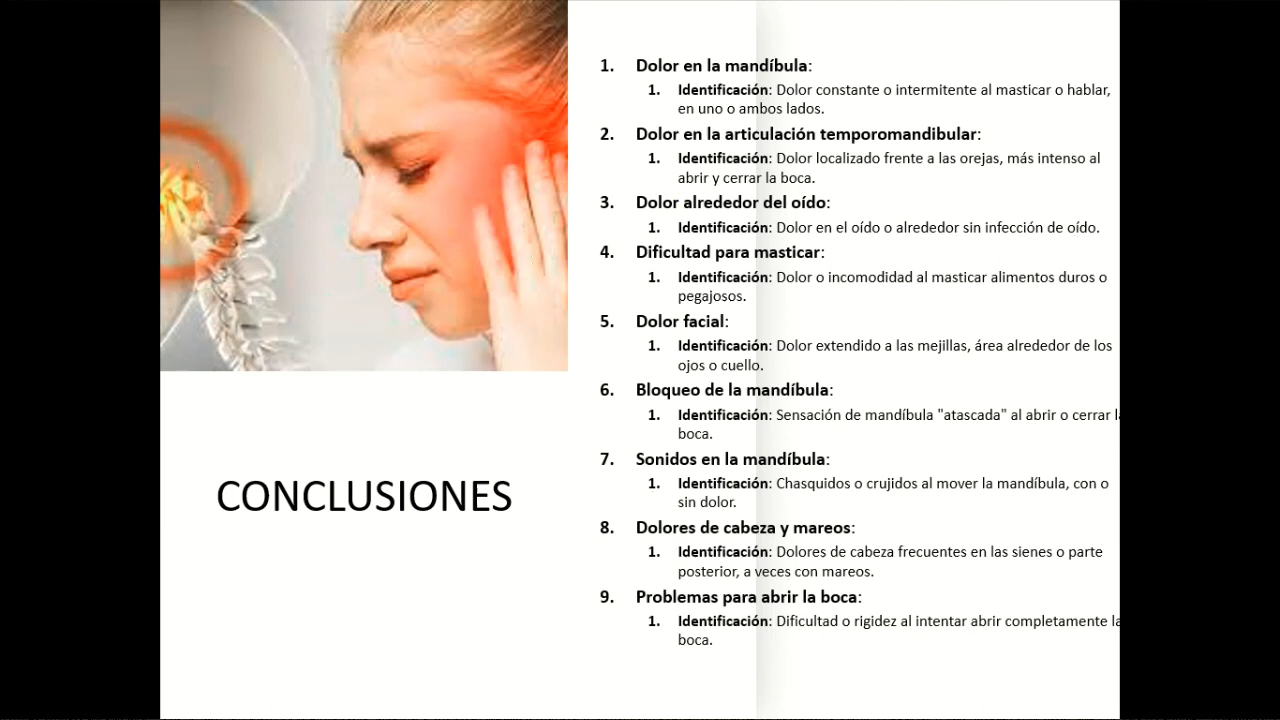 CONCLUSIONES
1. Dolor en la mandíbula:
1. Identificación: Dolor constante o intermitente al masticar o hablar,
en uno o ambos lados.
2. Dolor en la articulación temporomandibular:
1. Identificación: Dolor localizado frente a las orejas, más intenso al
abrir y cerrar la boca.
3. Dolor alrededor del oído:
1. Identificación: Dolor en el oído o alrededor sin infección de oído.
4. Dificultad para masticar:
1. Identificación: Dolor o incomodidad al masticar alimentos duros o
pegajosos.
5. Dolor facial:
1. Identificación: Dolor extendido a las mejillas, área alrededor de los
ojos o cuello.
6. Bloqueo de la mandíbula:
1. Identificación: Sensación de mandíbula "atascada" al abrir o cerrar la
boca.
7. Sonidos en la mandíbula:
1. Identificación: Chasquidos o crujidos al mover la mandíbula, con o
sin dolor.
8. Dolores de cabeza y mareos:
1. Identificación: Dolores de cabeza frecuentes en las sienes o parte
posterior, a veces con mareos.
9. Problemas para abrir la boca:
1. Identificación: Dificultad o rigidez al intentar abrir completamente la
boca.